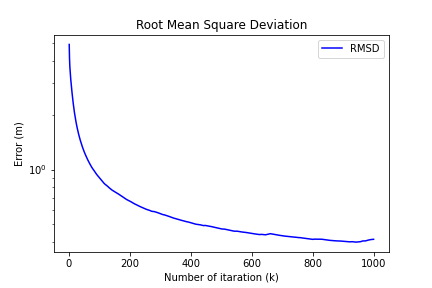 Root Mean Square Deviation
RMSD
Error (m)
10⁰
0 200 400 600 800 1000
Number of itaration (k)